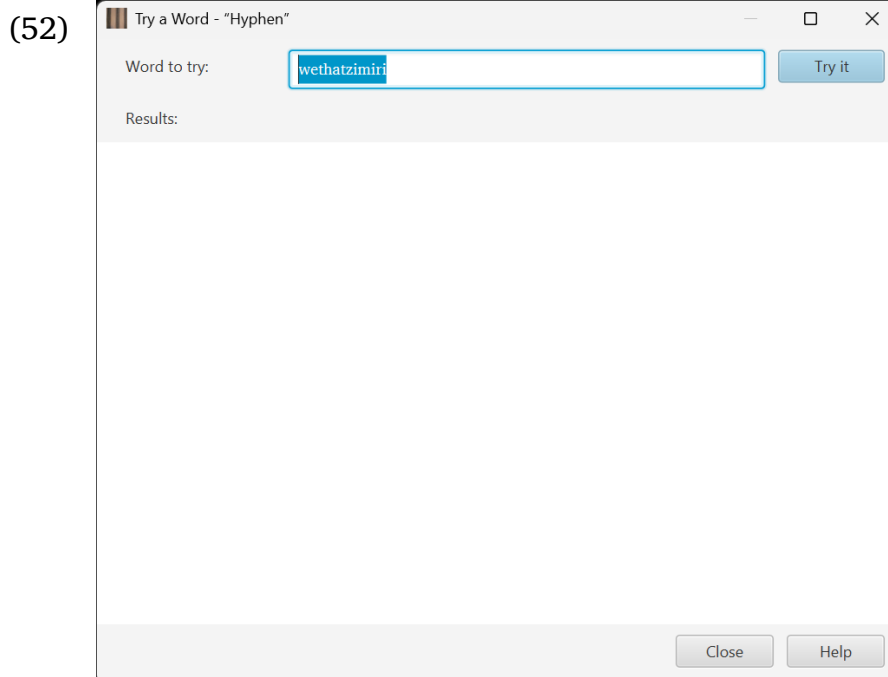 (52)
Try a Word - “Hyphen”
Word to try:
wethatzimiri
Try it
Results:
Close
Help